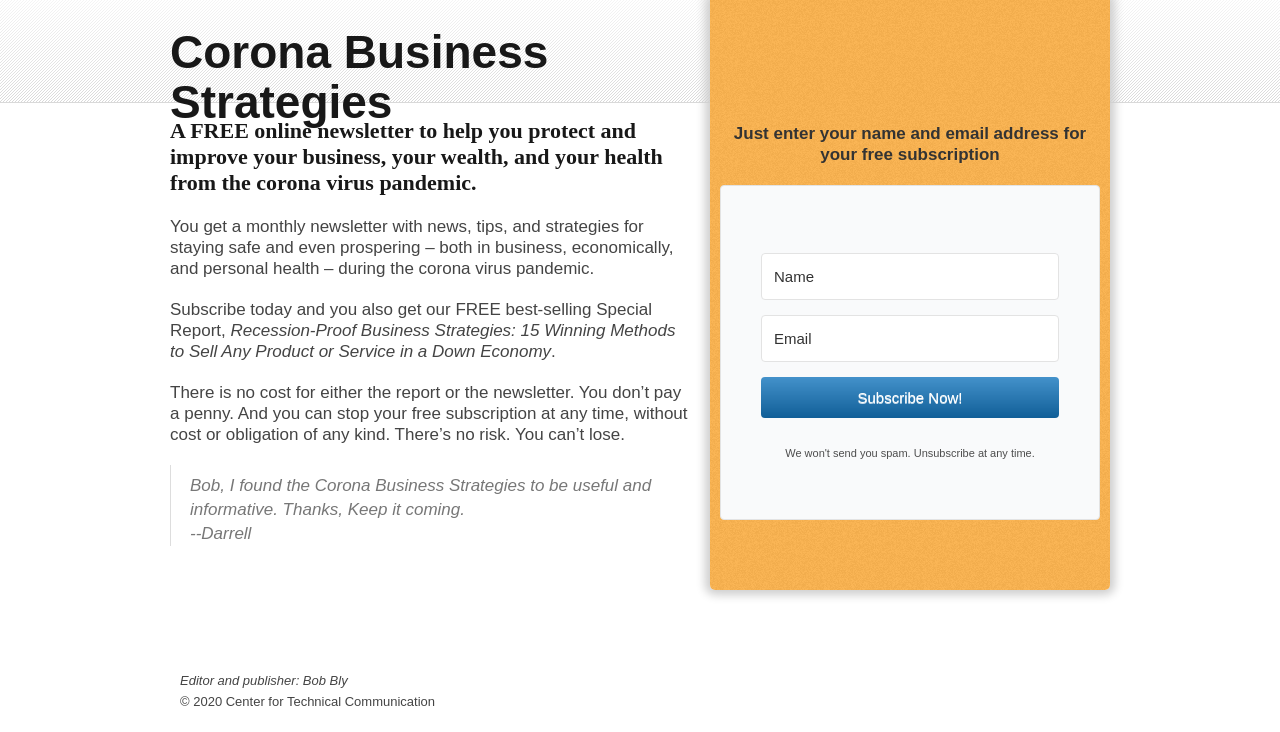 Corona Business
Strategies
A FREE online newsletter to help you protect and
improve your business, your wealth, and your health
from the corona virus pandemic.
You get a monthly newsletter with news, tips, and strategies for
staying safe and even prospering – both in business, economically,
and personal health – during the corona virus pandemic.
Subscribe today and you also get our FREE best-selling Special
Report, Recession-Proof Business Strategies: 15 Winning Methods
to Sell Any Product or Service in a Down Economy.
There is no cost for either the report or the newsletter. You don’t pay
a penny. And you can stop your free subscription at any time, without
cost or obligation of any kind. There’s no risk. You can’t lose.
Bob, I found the Corona Business Strategies to be useful and
informative. Thanks, Keep it coming.
--Darrell
Just enter your name and email address for
your free subscription
Name
Email
Subscribe Now!
We won't send you spam. Unsubscribe at any time.
Editor and publisher: Bob Bly
© 2020 Center for Technical Communication